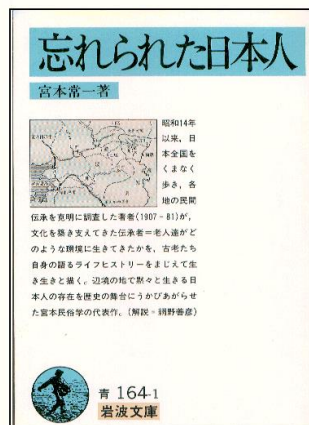 忘れられた日本人
宮本常一著
昭和14年
以来、日
本全国を
くまなく
歩き、各
地の民間
伝承を克明に調査した著者(1907-81)が、
文化を築き支えてきた伝承者=老人達がど
のような環境に生きてきたかを、古老たち
自身の語るライフヒストリーをまじえて生
き生きと描く。辺境の地で黙々と生きる日
本人の存在を歴史の舞台にうかびあがらせ
た宮本民俗学の代表作。(解説・網野善彦)
青 164-1
岩波文庫